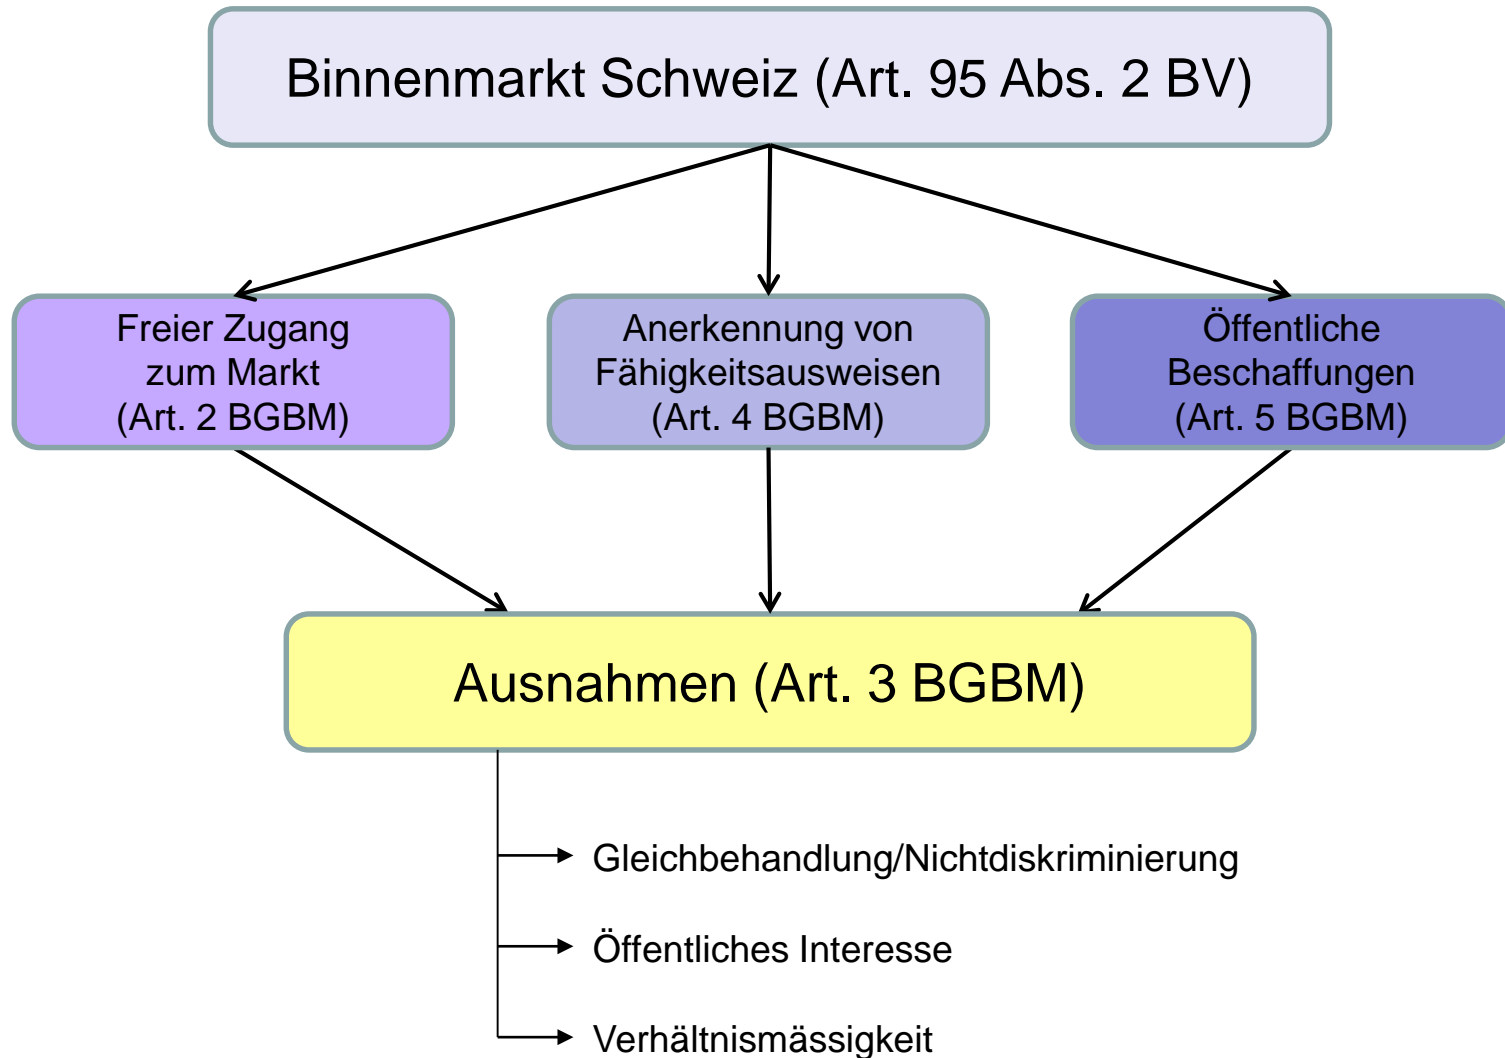 Binnenmarkt Schweiz (Art. 95 Abs. 2 BV)
Freier Zugang
zum Markt
(Art. 2 BGBM)
Anerkennung von
Fähigkeitsausweisen
(Art. 4 BGBM)
Öffentliche
Beschaffungen
(Art. 5 BGBM)
Ausnahmen (Art. 3 BGBM)
Gleichbehandlung/Nichtdiskriminierung
Öffentliches Interesse
Verhältnismässigkeit